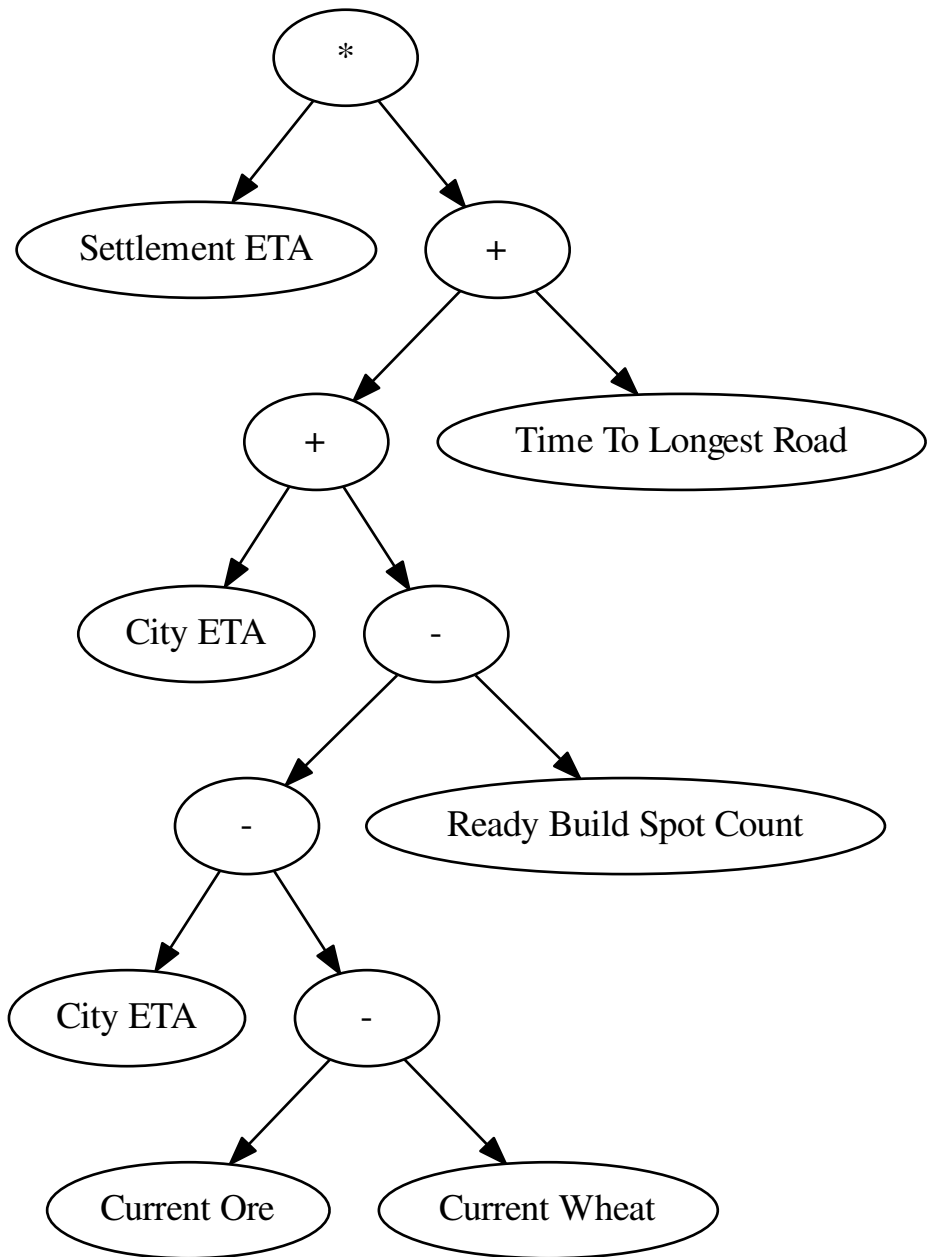 *
Settlement ETA
+
+
Time To Longest Road
City ETA
-
-
Ready Build Spot Count
City ETA
-
Current Ore
Current Wheat